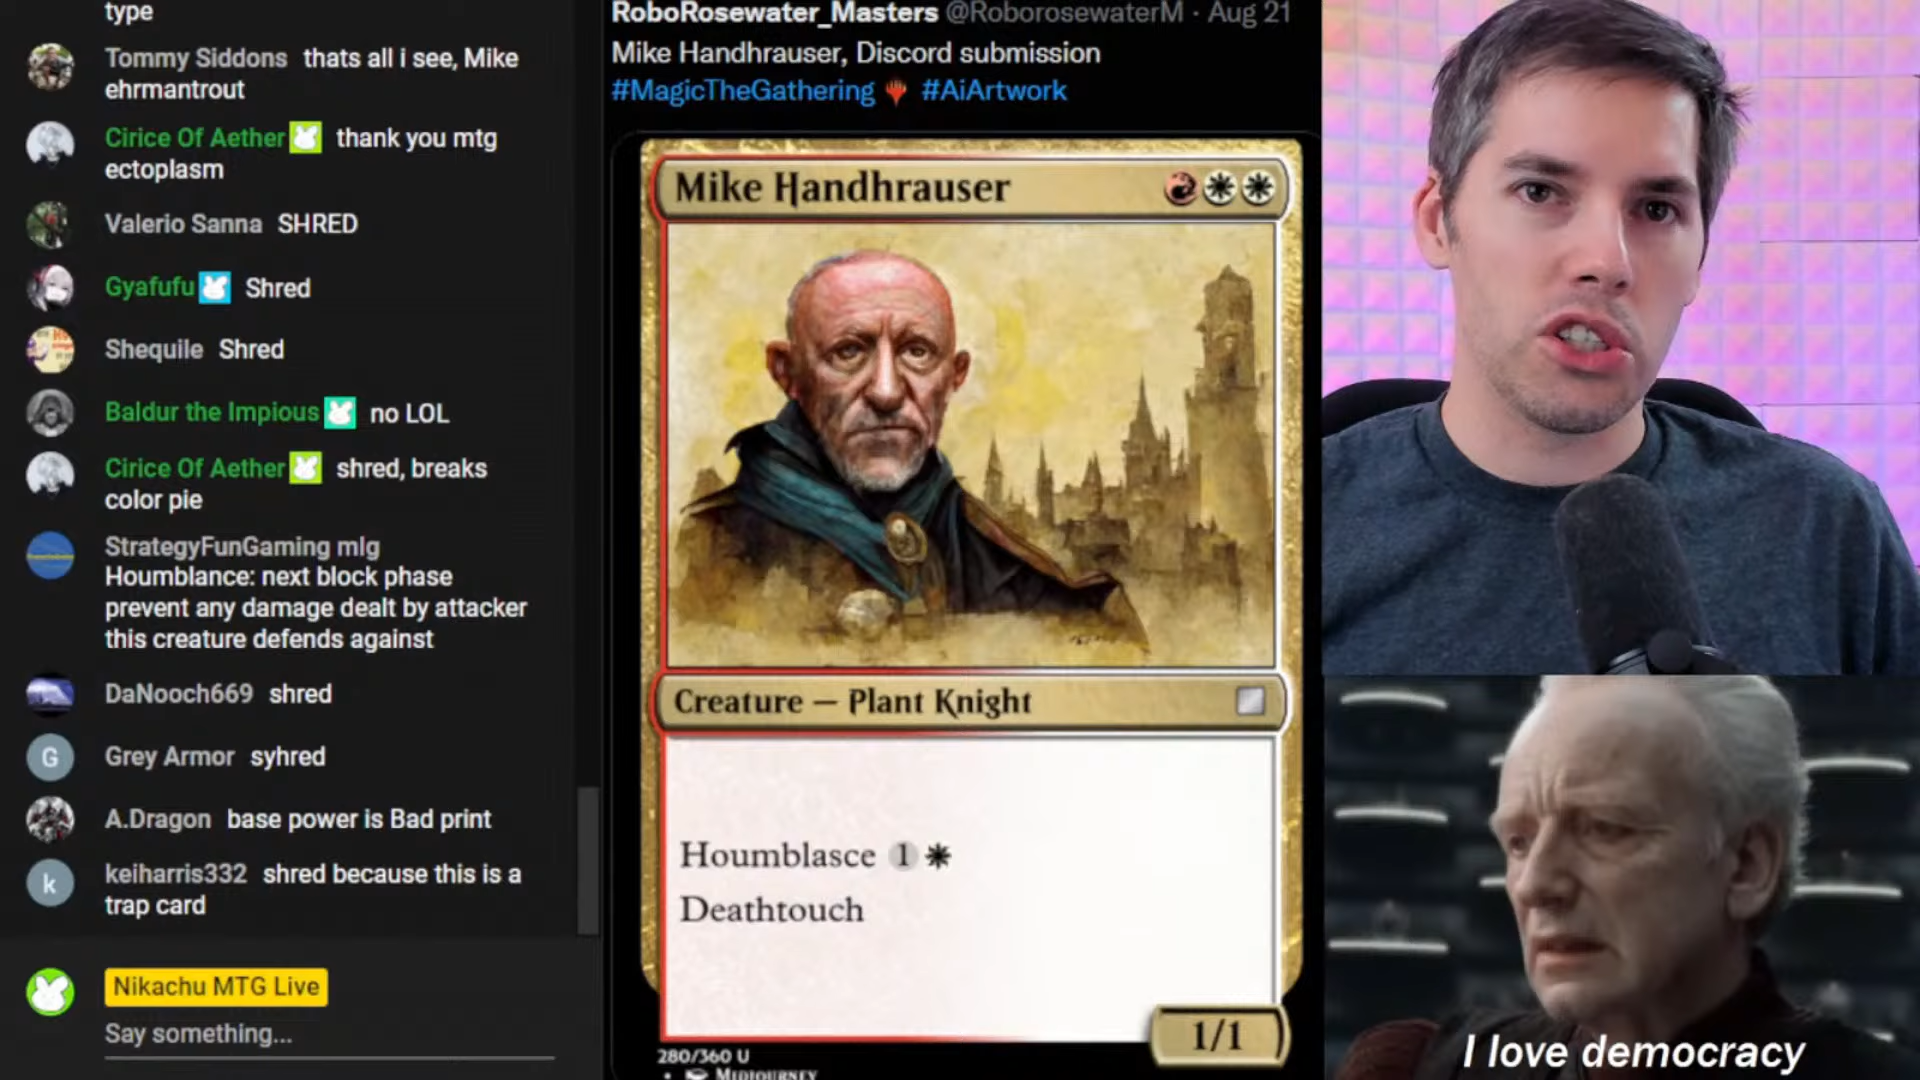 type
Tommy Siddons thats all i see, Mike
ehrmantrout
Cirice Of Aether thank you mtg
ectoplasm
Valerio Sanna SHRED
Gyafufu Shred
Shequile Shred
Baldur the Impious no LOL
Cirice Of Aether shred, breaks
color pie
StrategyFunGaming mlg
Houmblance: next block phase
prevent any damage dealt by attacker
this creature defends against
DaNooch669 shred
Grey Armor syhred
A.Dragon base power is Bad print
keiharris332 shred because this is a
trap card
Nikachu MTG Live
Say something...
RoboRosewater_Masters @RoborosewaterM · Aug 21
Mike Handhrauser, Discord submission
#MagicTheGathering #AiArtwork
Mike Handhrauser
Creature — Plant Knight
Houmblasce 1
Deathtouch
1/1
280/360 U
• MIDJOURNEY
G
k
I love democracy